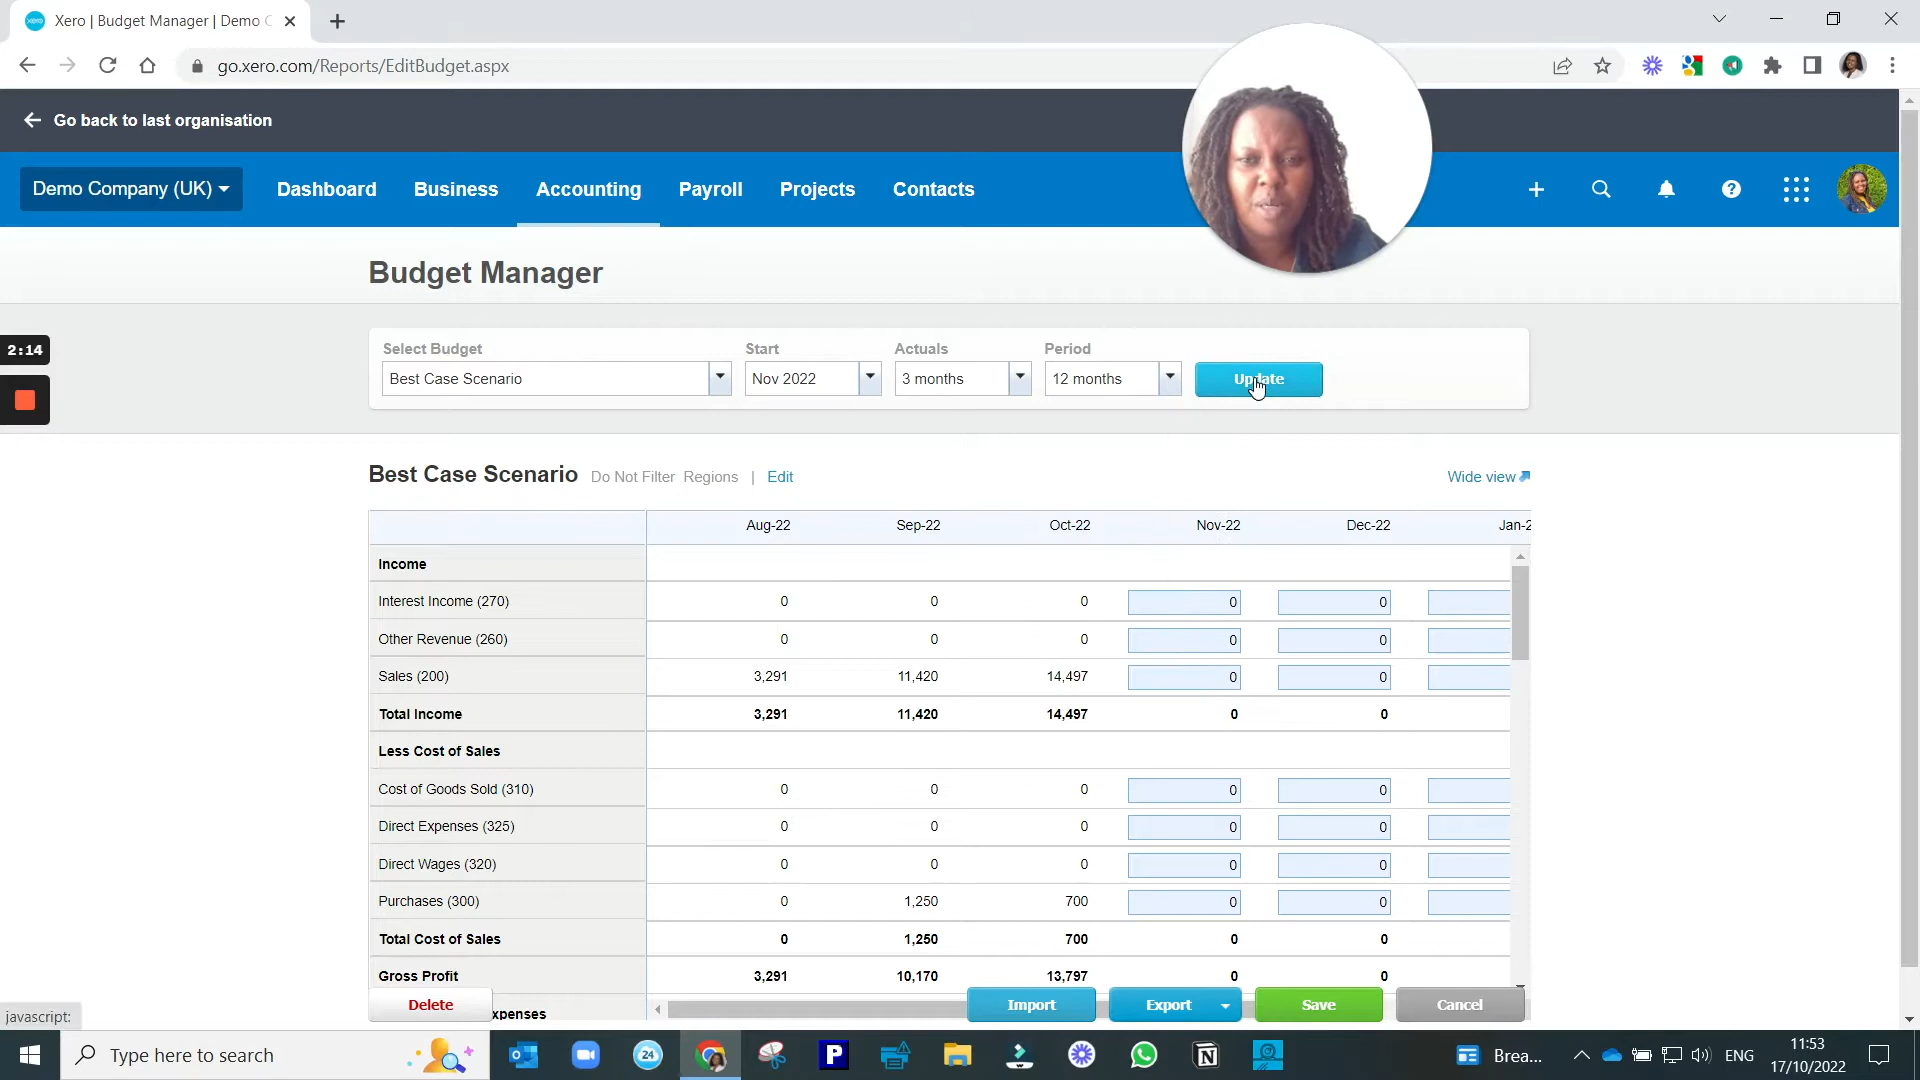 Xero | Budget Manager | Demo C
go.xero.com/Reports/EditBudget.aspx
Go back to last organisation
Demo Company (UK) Dashboard Business Accounting Payroll Projects Contacts
Budget Manager
2:14
Select Budget Start Actuals Period
Best Case Scenario Nov 2022 3 months 12 months Update
Best Case Scenario Do Not Filter Regions | Edit Wide view
Aug-22 Sep-22 Oct-22 Nov-22 Dec-22 Jan-2
Income
Interest Income (270) 0 0 0 0 0
Other Revenue (260) 0 0 0 0 0
Sales (200) 3,291 11,420 14,497 0 0
Total Income 3,291 11,420 14,497 0 0
Less Cost of Sales
Cost of Goods Sold (310) 0 0 0 0 0
Direct Expenses (325) 0 0 0 0 0
Direct Wages (320) 0 0 0 0 0
Purchases (300) 0 1,250 700 0 0
Total Cost of Sales 0 1,250 700 0 0
Gross Profit 3,291 10,170 13,797 0 0
Delete xpenses Import Export Save Cancel
javascript:
Type here to search 24 P N Brea... ENG 11:53
17/10/2022